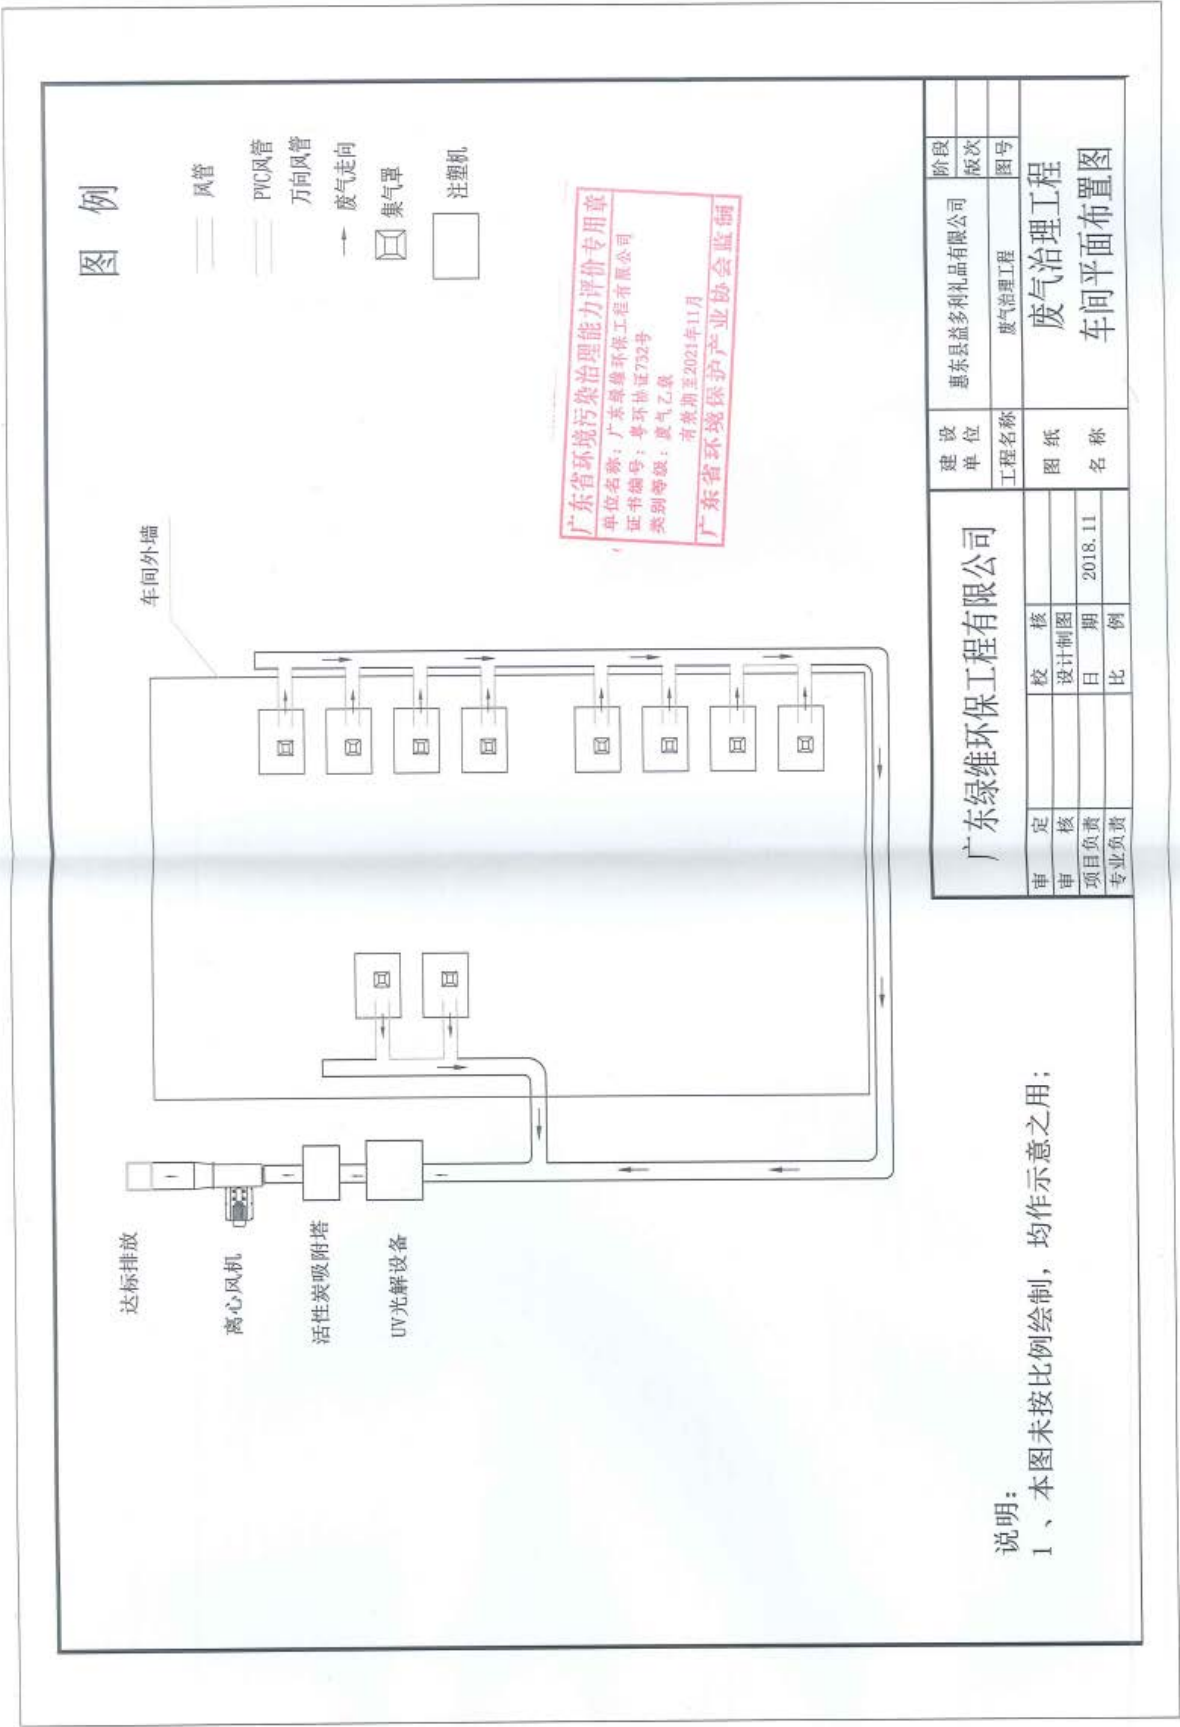 图 例
风管
PVC风管
万向风管
废气走向
集气罩
注塑机
车间外墙
达标排放
离心风机
活性炭吸附塔
UV光解设备
广东省环境污染治理能力评价专用章
单位名称：广东绿维环保工程有限公司
证书编号：粤环协证732号
类别等级：废气乙级
有效期至2021年11月
广东省环境保护产业协会监制
说明：
1、本图未按比例绘制，均作示意之用；
广东绿维环保工程有限公司
审 定
校 核
审 核
设计制图
项目负责
日 期
2018.11
专业负责
比 例
建 设
单 位
惠东县益多利礼品有限公司
阶段
版次
工程名称
废气治理工程
图号
图 纸
名 称
废气治理工程
车间平面布置图